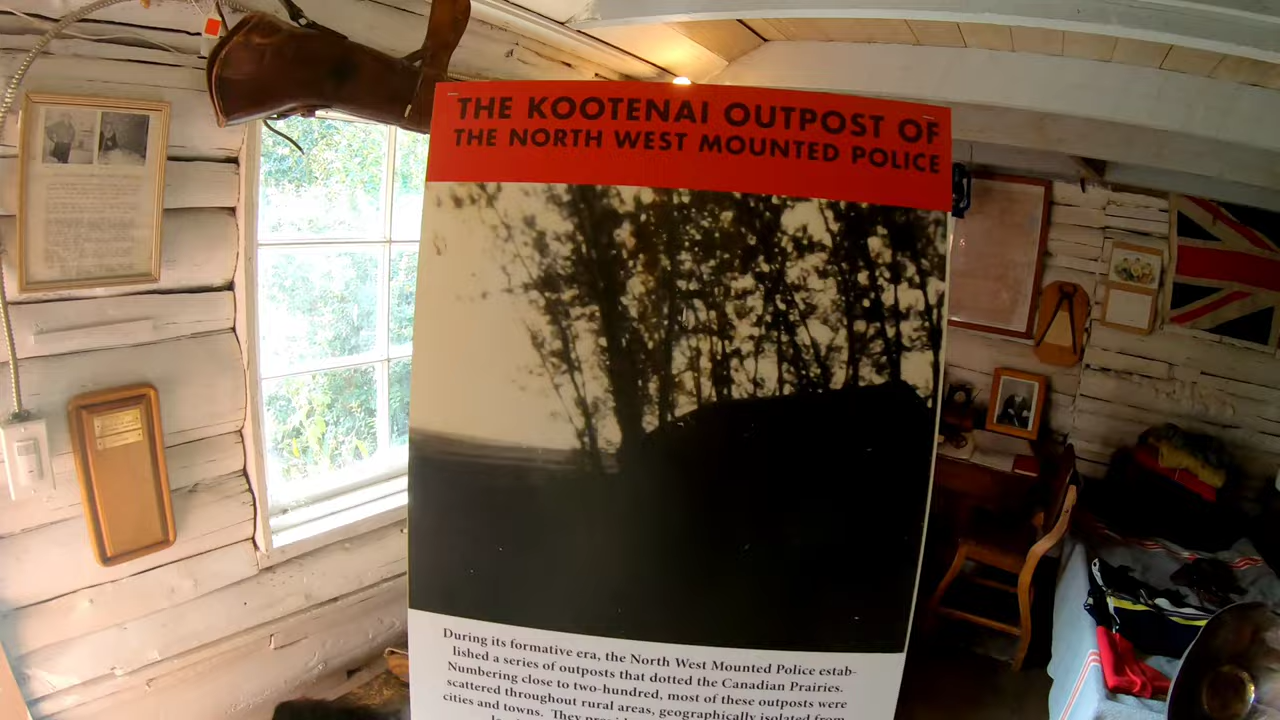 THE KOOTENAI OUTPOST OF
THE NORTH WEST MOUNTED POLICE
During its formative era, the North West Mounted Police estab-
lished a series of outposts that dotted the Canadian Prairies.
Numbering close to two-hundred, most of these outposts were
scattered throughout rural areas, geographically isolated from
cities and towns. They